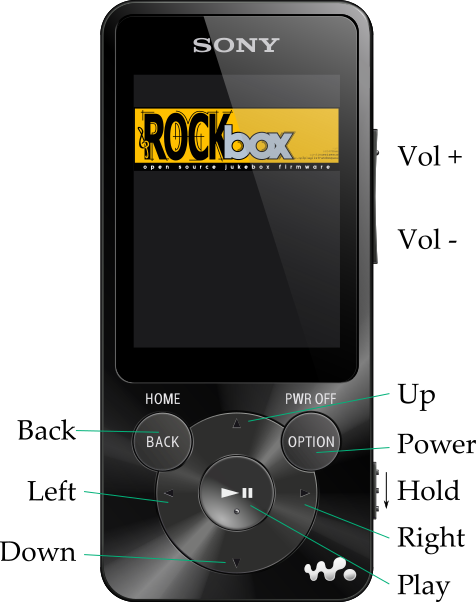 SONY
ROCKbox
open source jukebox firmware
Vol +
Vol -
HOME
PWR OFF
Up
Back
BACK
OPTION
Power
Left
Hold
Right
Down
Play